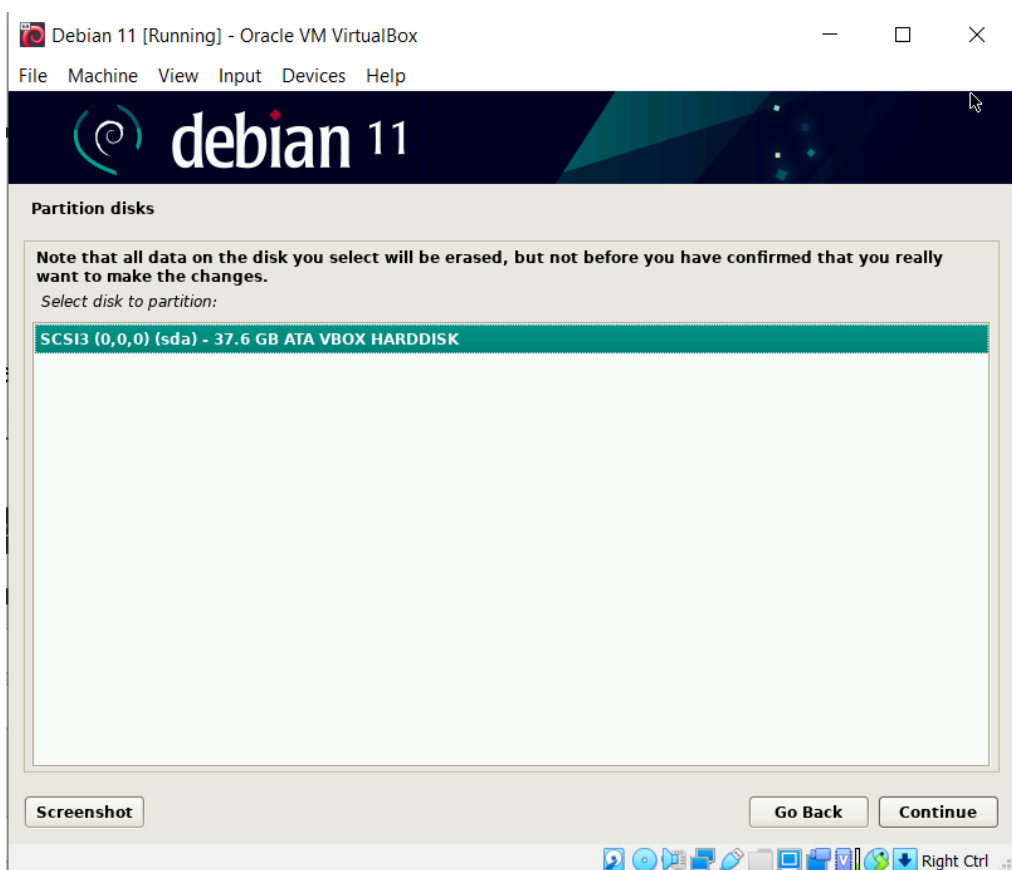 Debian 11 [Running] - Oracle VM VirtualBox
File Machine View Input Devices Help
debian 11
Partition disks
Note that all data on the disk you select will be erased, but not before you have confirmed that you really
want to make the changes.
Select disk to partition:
SCSI3 (0,0,0) (sda) - 37.6 GB ATA VBOX HARDDISK
Screenshot Go Back Continue
Right Ctrl